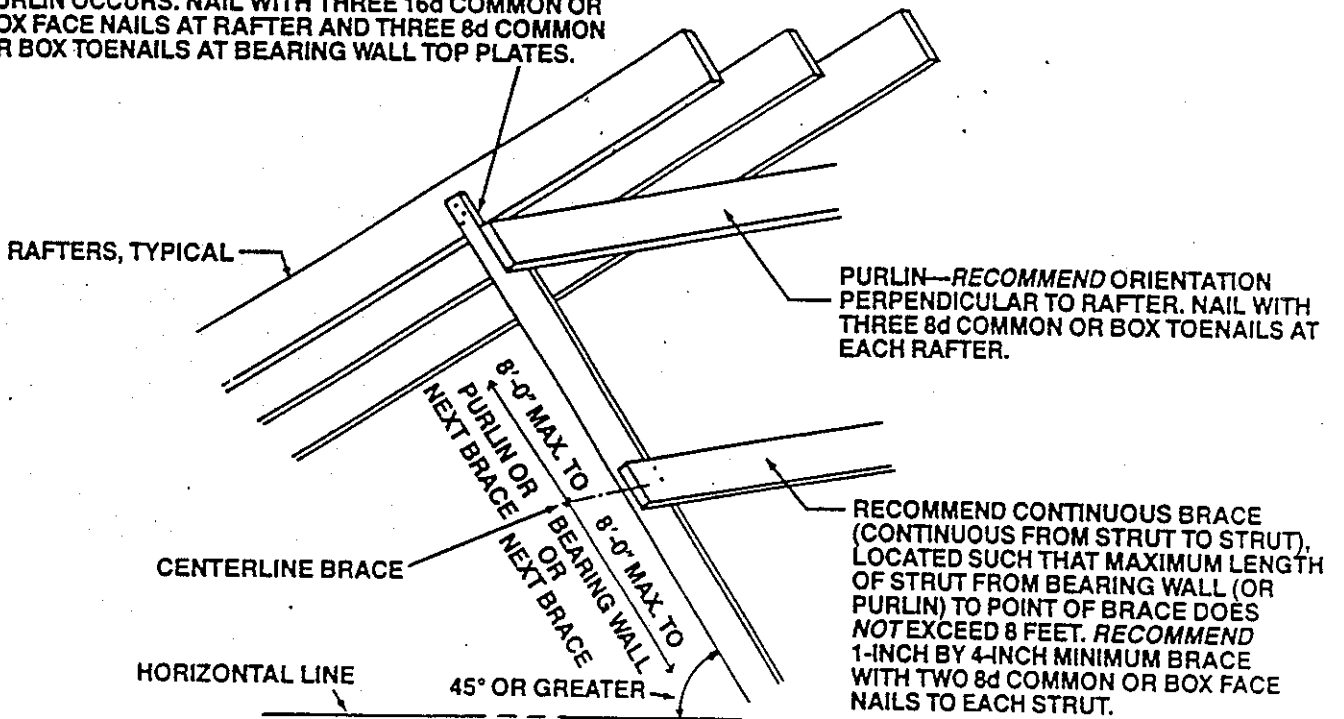 PURLIN OCCURS. NAIL WITH THREE 16d COMMON OR
BOX FACE NAILS AT RAFTER AND THREE 8d COMMON
OR BOX TOENAILS AT BEARING WALL TOP PLATES.
RAFTERS, TYPICAL
PURLIN—RECOMMEND ORIENTATION
PERPENDICULAR TO RAFTER. NAIL WITH
THREE 8d COMMON OR BOX TOENAILS AT
EACH RAFTER.
8'-0" MAX. TO
PURLIN OR
NEXT BRACE
8'-0" MAX. TO
BEARING WALL
OR
NEXT BRACE
CENTERLINE BRACE
RECOMMEND CONTINUOUS BRACE
(CONTINUOUS FROM STRUT TO STRUT),
LOCATED SUCH THAT MAXIMUM LENGTH
OF STRUT FROM BEARING WALL (OR
PURLIN) TO POINT OF BRACE DOES
NOT EXCEED 8 FEET. RECOMMEND
1-INCH BY 4-INCH MINIMUM BRACE
WITH TWO 8d COMMON OR BOX FACE
NAILS TO EACH STRUT.
HORIZONTAL LINE
45° OR GREATER